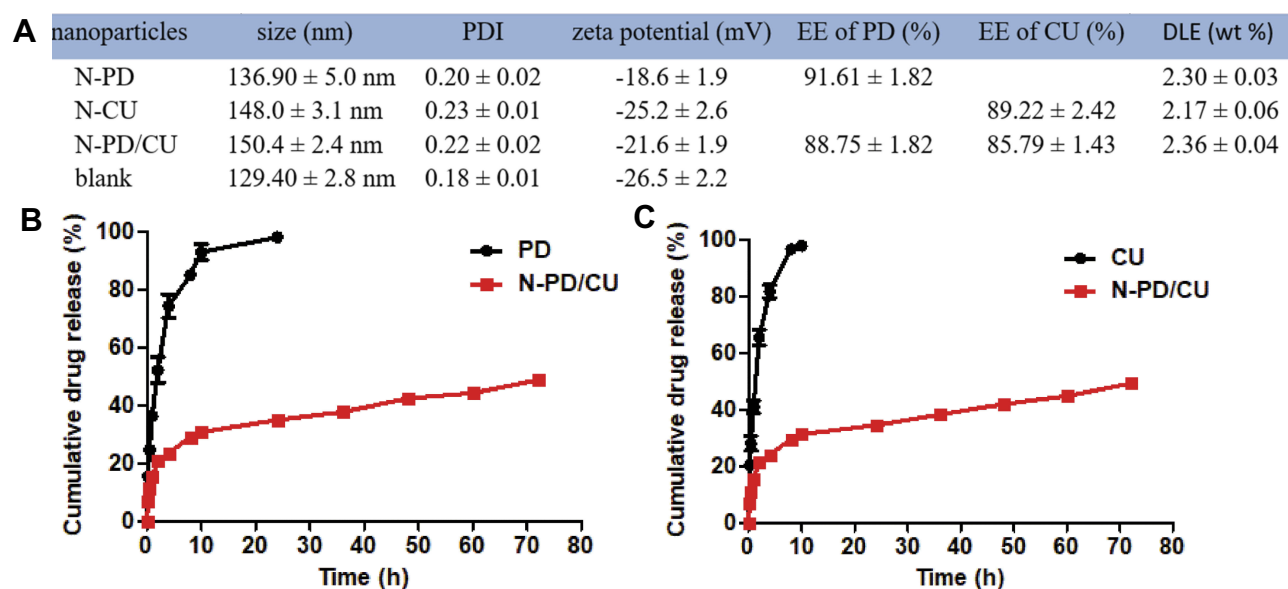 A
nanoparticles size (nm) PDI zeta potential (mV) EE of PD (%) EE of CU (%) DLE (wt %)
N-PD 136.90 ± 5.0 nm 0.20 ± 0.02 -18.6 ± 1.9 91.61 ± 1.82 2.30 ± 0.03
N-CU 148.0 ± 3.1 nm 0.23 ± 0.01 -25.2 ± 2.6 89.22 ± 2.42 2.17 ± 0.06
N-PD/CU 150.4 ± 2.4 nm 0.22 ± 0.02 -21.6 ± 1.9 88.75 ± 1.82 85.79 ± 1.43 2.36 ± 0.04
blank 129.40 ± 2.8 nm 0.18 ± 0.01 -26.5 ± 2.2
B
Cumulative drug release (%)
100
80
60
40
20
0
PD
N-PD/CU
0 10 20 30 40 50 60 70 80
Time (h)
C
Cumulative drug release (%)
100
80
60
40
20
0
CU
N-PD/CU
0 10 20 30 40 50 60 70 80
Time (h)